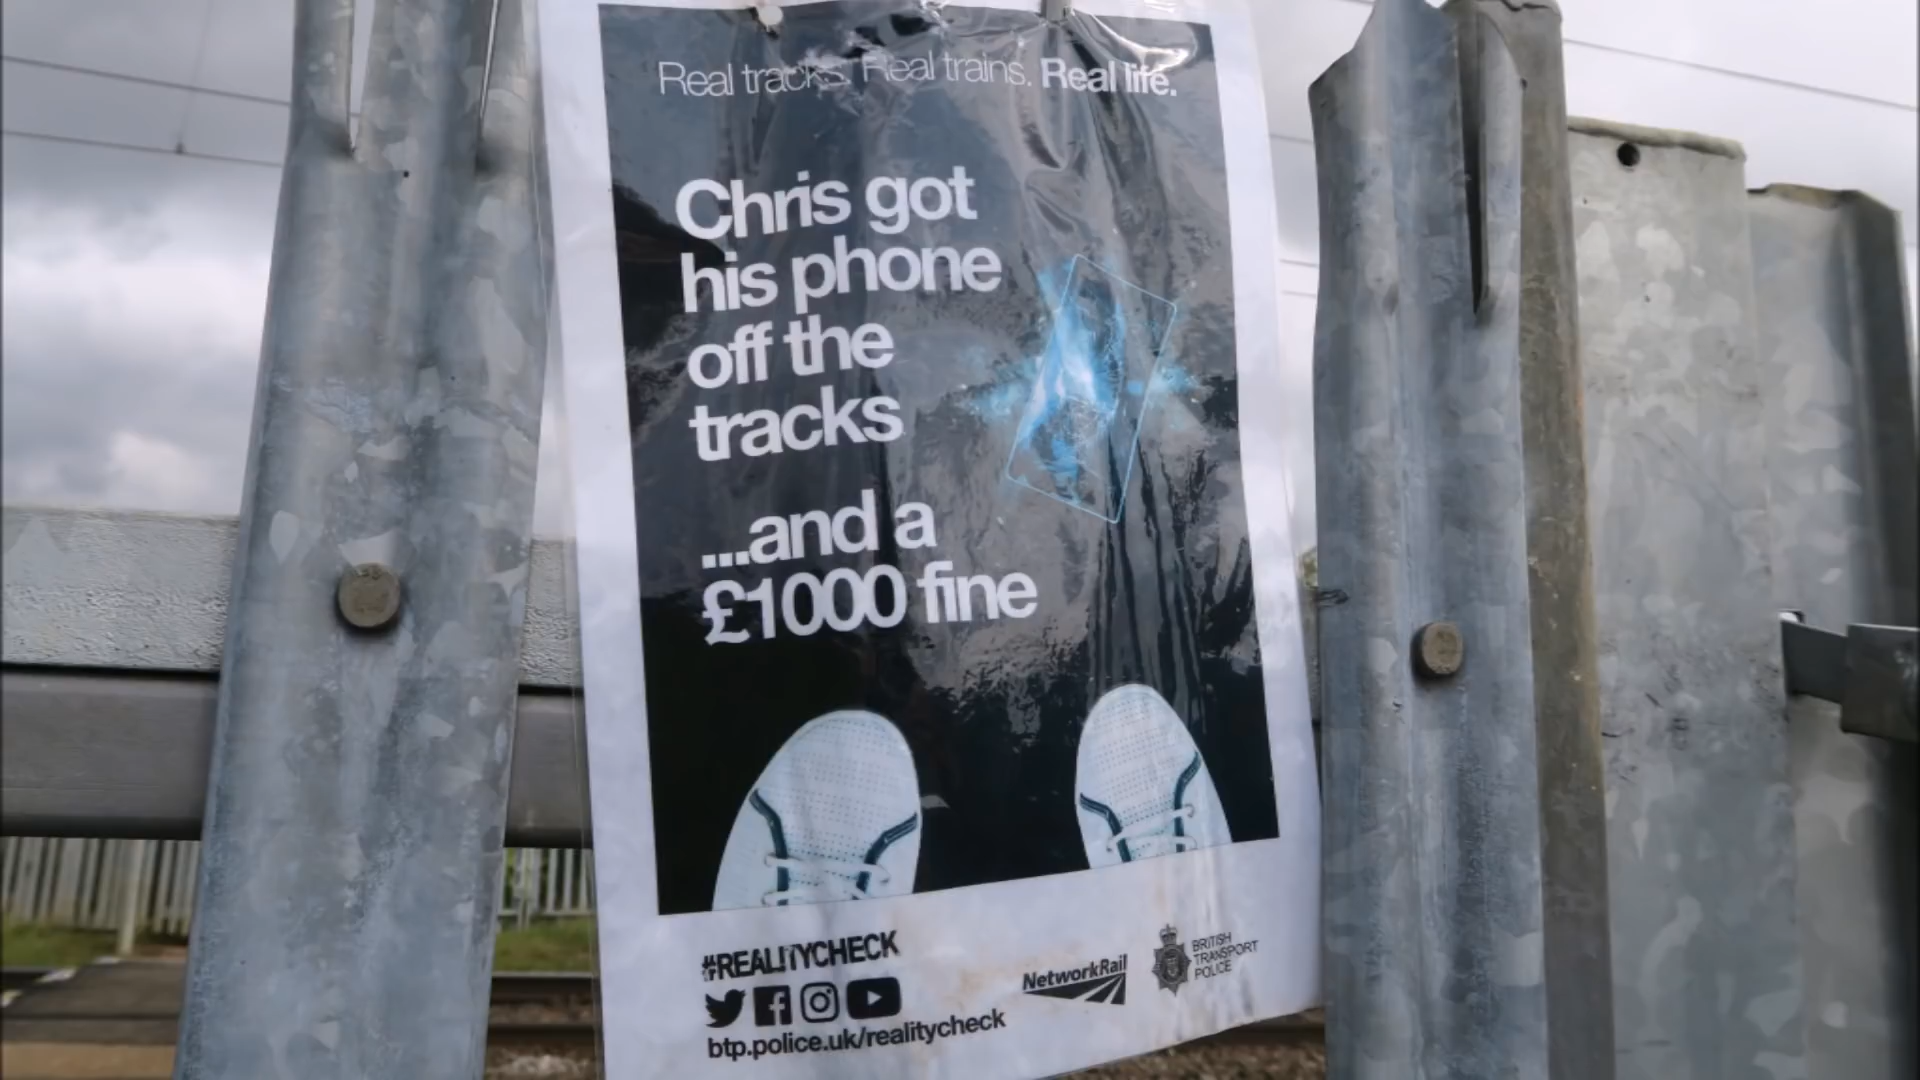 Real tracks. Real trains. Real life.
Chris got
his phone
off the
tracks
...and a
£1000 fine
#REALITYCHECK
btp.police.uk/realitycheck
NetworkRail
BRITISH
TRANSPORT
POLICE